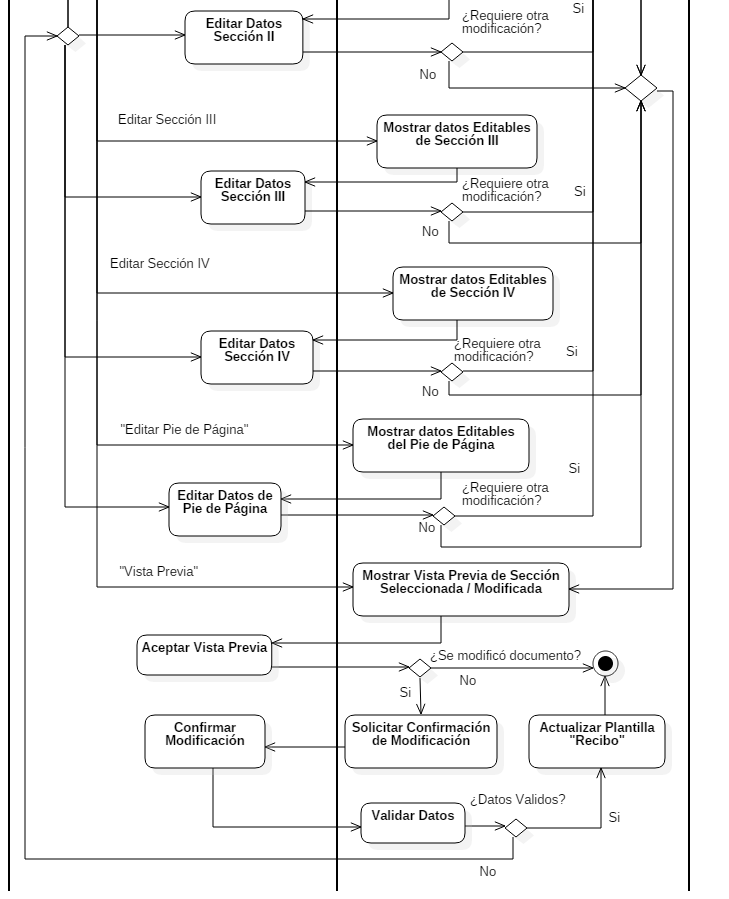 Editar Datos
Sección II
¿Requiere otra
modificación?
Si
No
Editar Sección III
Mostrar datos Editables
de Sección III
Editar Datos
Sección III
¿Requiere otra
modificación?
Si
No
Editar Sección IV
Mostrar datos Editables
de Sección IV
Editar Datos
Sección IV
¿Requiere otra
modificación?
Si
No
"Editar Pie de Página"
Mostrar datos Editables
del Pie de Página
Si
Editar Datos de
Pie de Página
¿Requiere otra
modificación?
No
"Vista Previa"
Mostrar Vista Previa de Sección
Seleccionada / Modificada
Aceptar Vista Previa
¿Se modificó documento?
No
Si
Confirmar
Modificación
Solicitar Confirmación
de Modificación
Actualizar Plantilla
"Recibo"
Validar Datos
¿Datos Validos?
Si
No